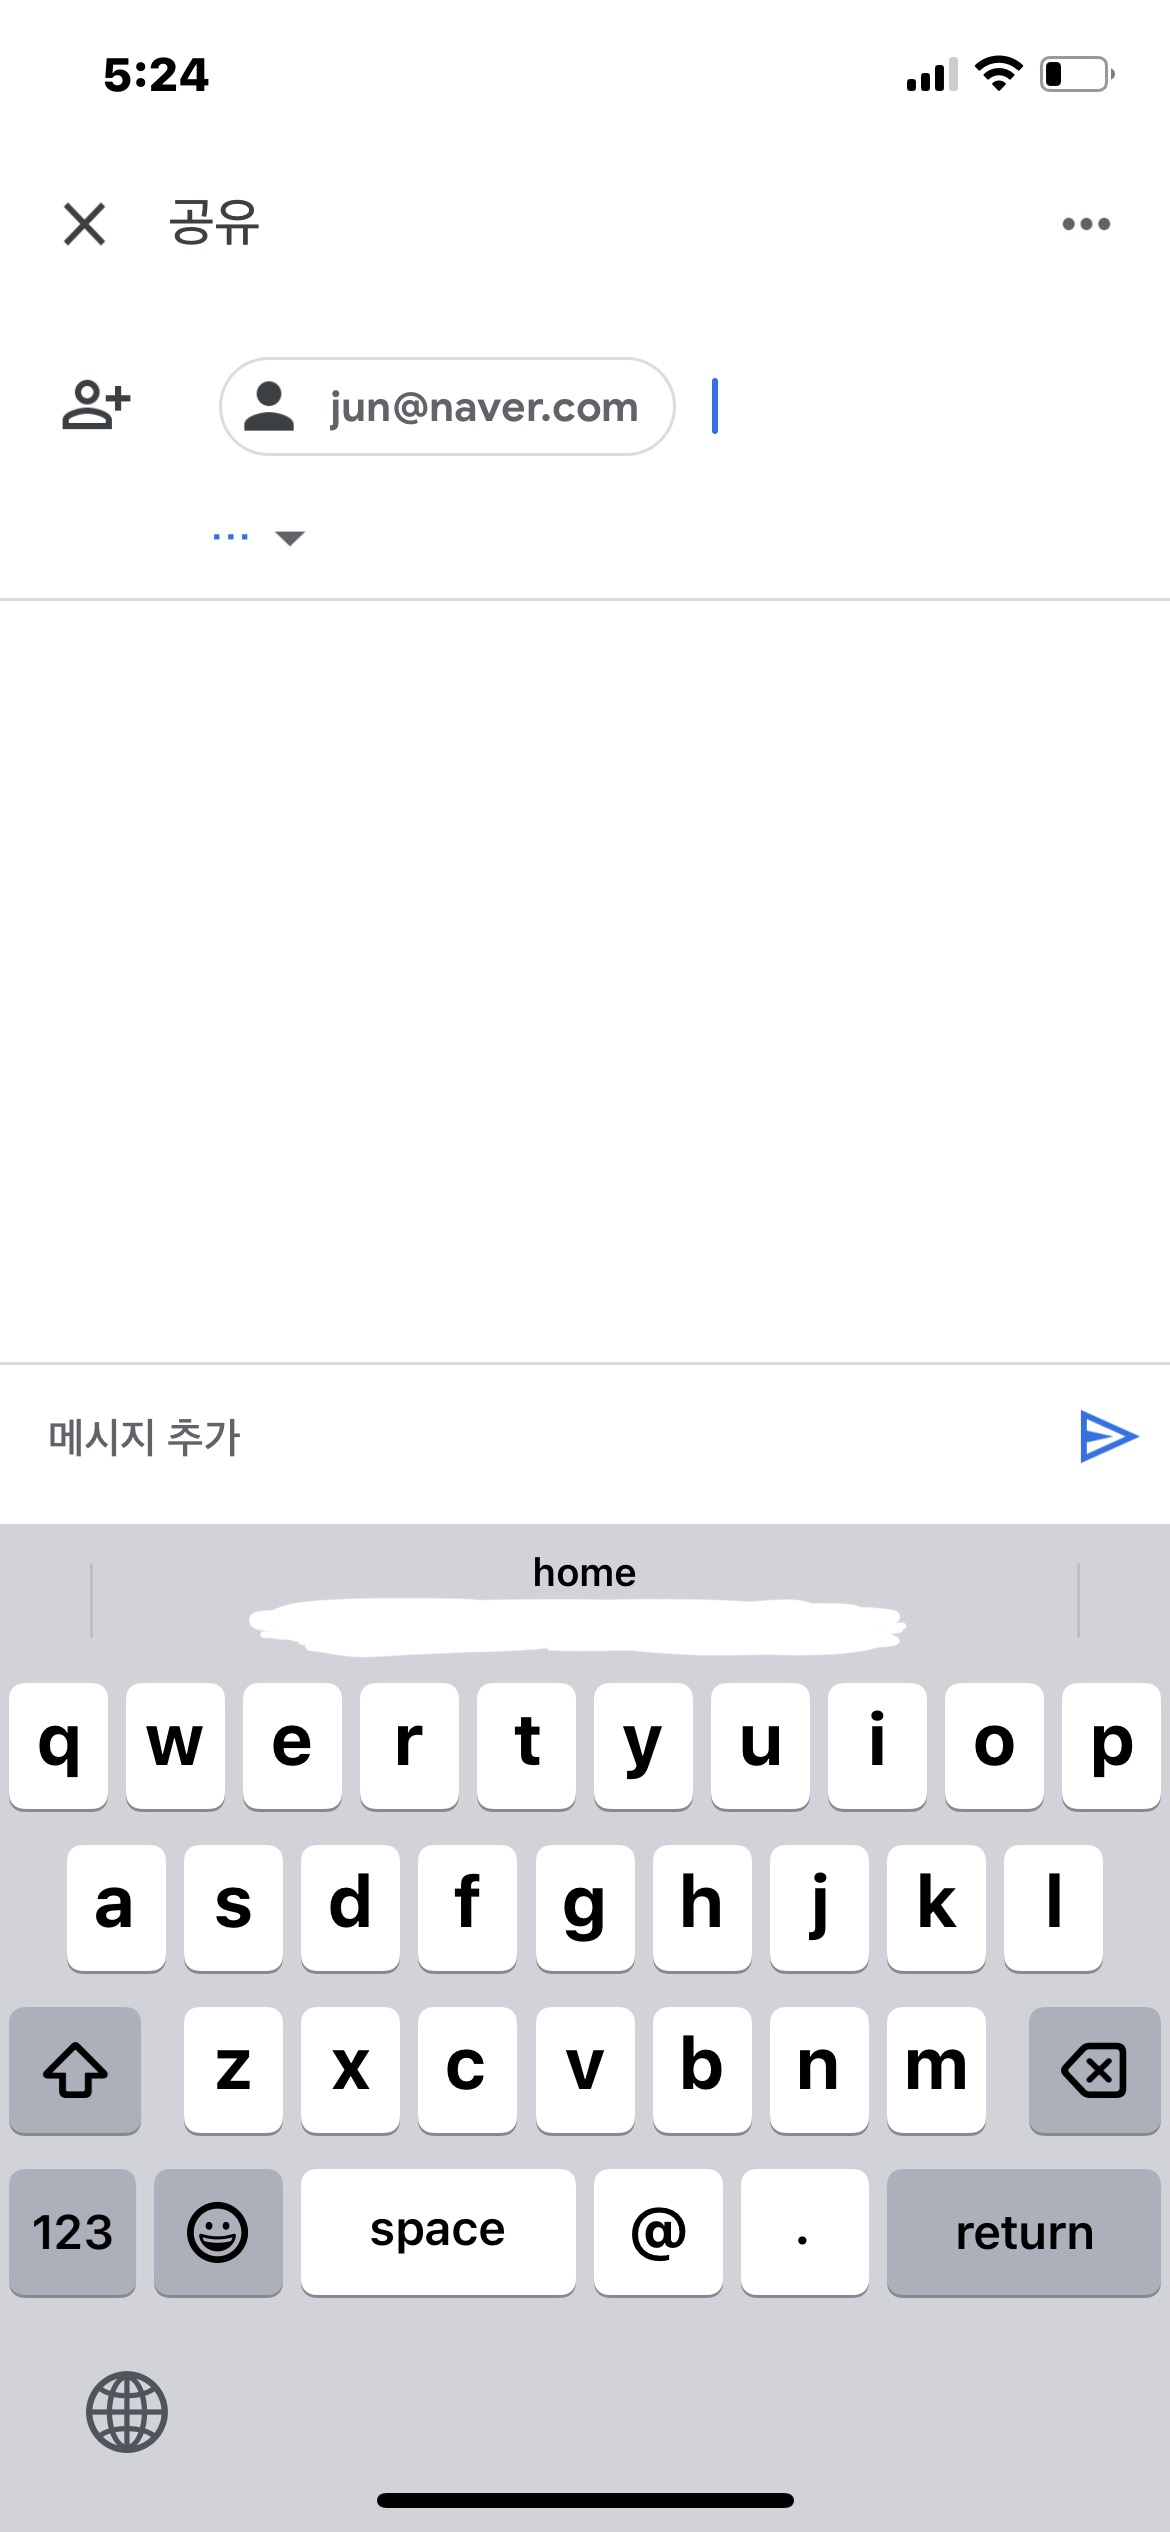 5:24
공유
jun@naver.com
...
메시지 추가
home
q w e r t y u i o p
a s d f g h j k l
z x c v b n m
123 space @ . return